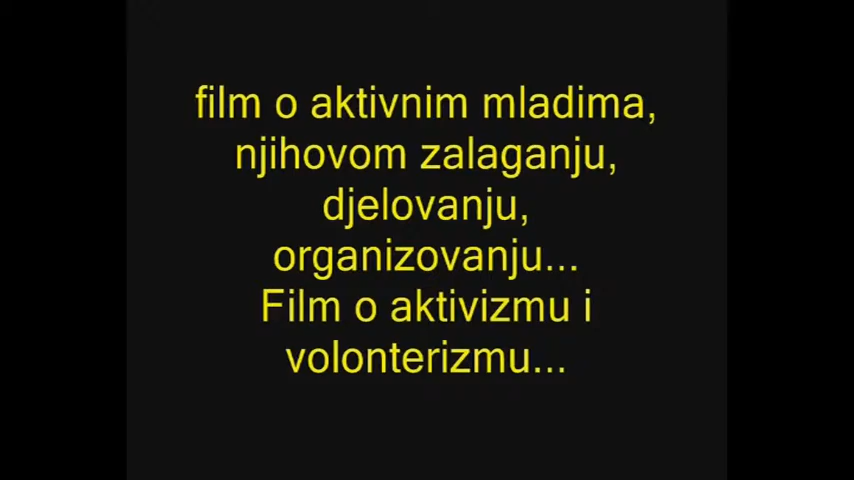 film o aktivnim mladima,
njihovom zalaganju,
djelovanju,
organizovanju...
Film o aktivizmu i
volonterizmu...